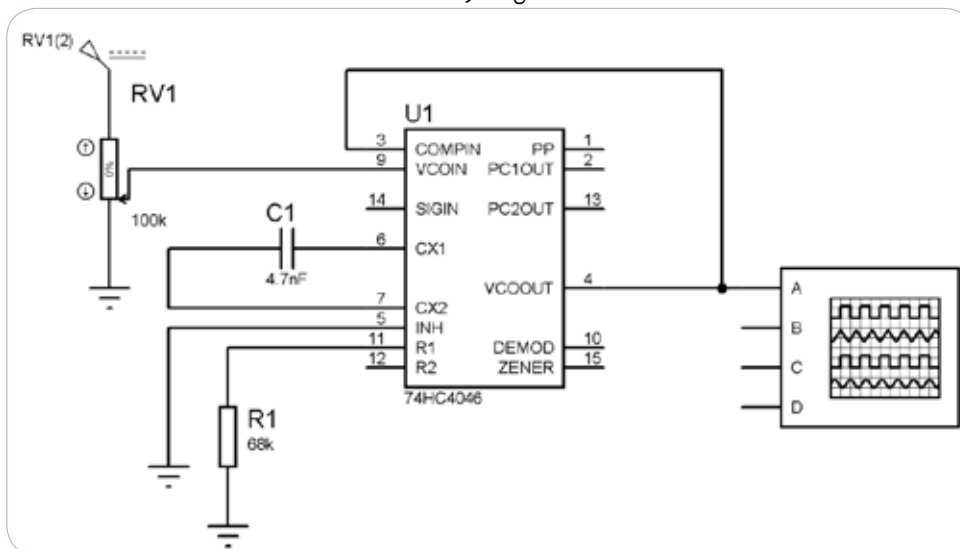 RV1(2)
RV1
0%
100k
C1
4.7nF
R1
68k
U1
3 COMPIN
9 VCOIN
14 SIGIN
6 CX1
7 CX2
5 INH
11 R1
12 R2
PP 1
PC1OUT 2
PC2OUT 13
VCOOUT 4
DEMOD 10
ZENER 15
74HC4046
A
B
C
D